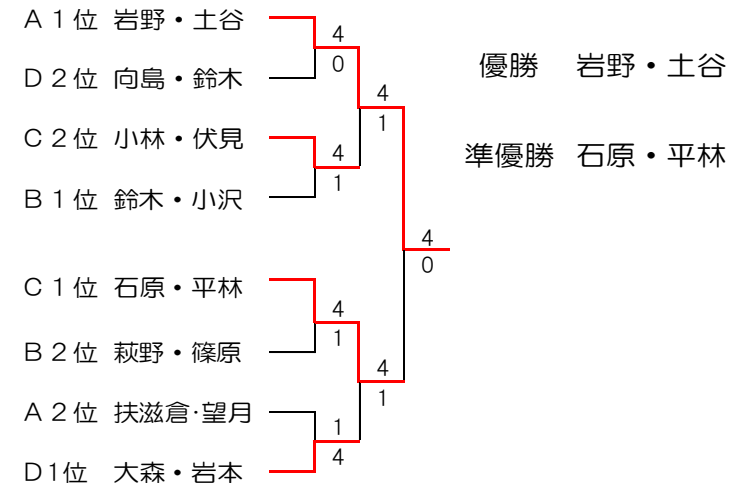 A1位 岩野・土谷
4
0
D2位 向島・鈴木
優勝 岩野・土谷
4
1
C2位 小林・伏見
4
1
準優勝 石原・平林
B1位 鈴木・小沢
4
0
C1位 石原・平林
4
1
B2位 萩野・篠原
4
1
A2位 扶滋倉・望月
1
4
D1位 大森・岩本